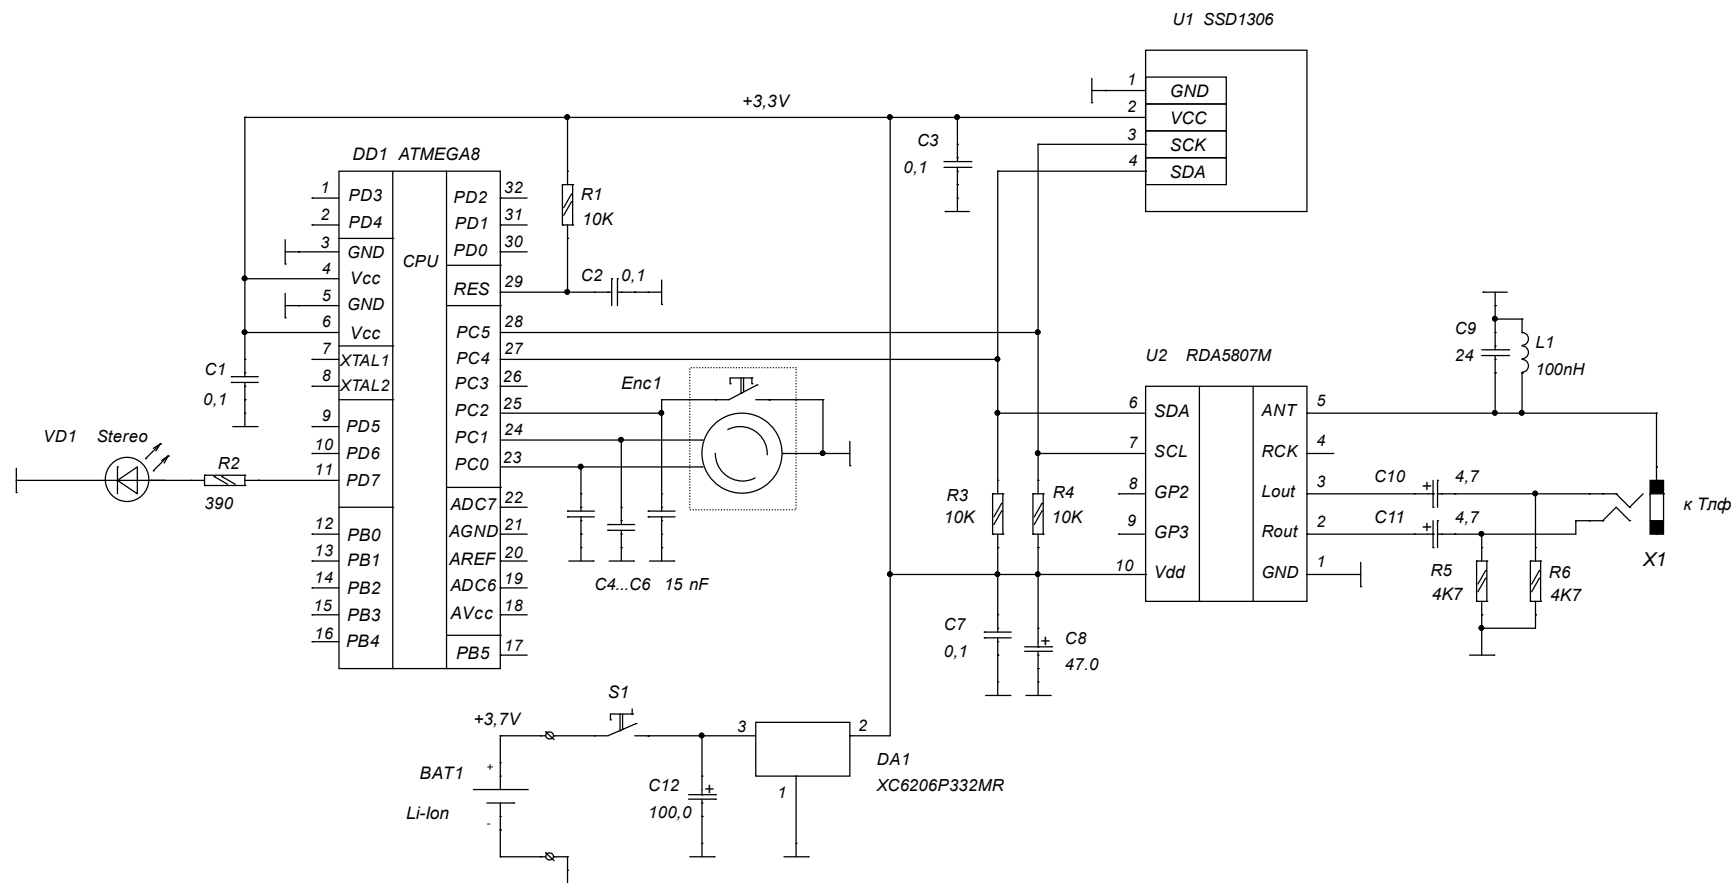 U1 SSD1306
1 GND
2 VCC
3 SCK
4 SDA
+3,3V
C3
0,1
DD1 ATMEGA8
CPU
1 PD3
2 PD4
3 GND
4 Vcc
5 GND
6 Vcc
7 XTAL1
8 XTAL2
9 PD5
10 PD6
11 PD7
12 PB0
13 PB1
14 PB2
15 PB3
16 PB4
PD2 32
PD1 31
PD0 30
RES 29
PC5 28
PC4 27
PC3 26
PC2 25
PC1 24
PC0 23
ADC7 22
AGND 21
AREF 20
ADC6 19
AVcc 18
PB5 17
R1
10K
C2 0,1
C1
0,1
VD1 Stereo
R2
390
Enc1
C4...C6 15 nF
U2 RDA5807M
6 SDA
7 SCL
8 GP2
9 GP3
10 Vdd
ANT 5
RCK 4
Lout 3
Rout 2
GND 1
R3
10K
R4
10K
C7
0,1
+
C8
47.0
C9
24
L1
100nH
C10 + 4,7
C11 + 4,7
R5
4K7
R6
4K7
к Тлф
X1
S1
+3,7V
+
BAT1
Li-Ion
-
C12 +
100,0
3
2
1
DA1
XC6206P332MR